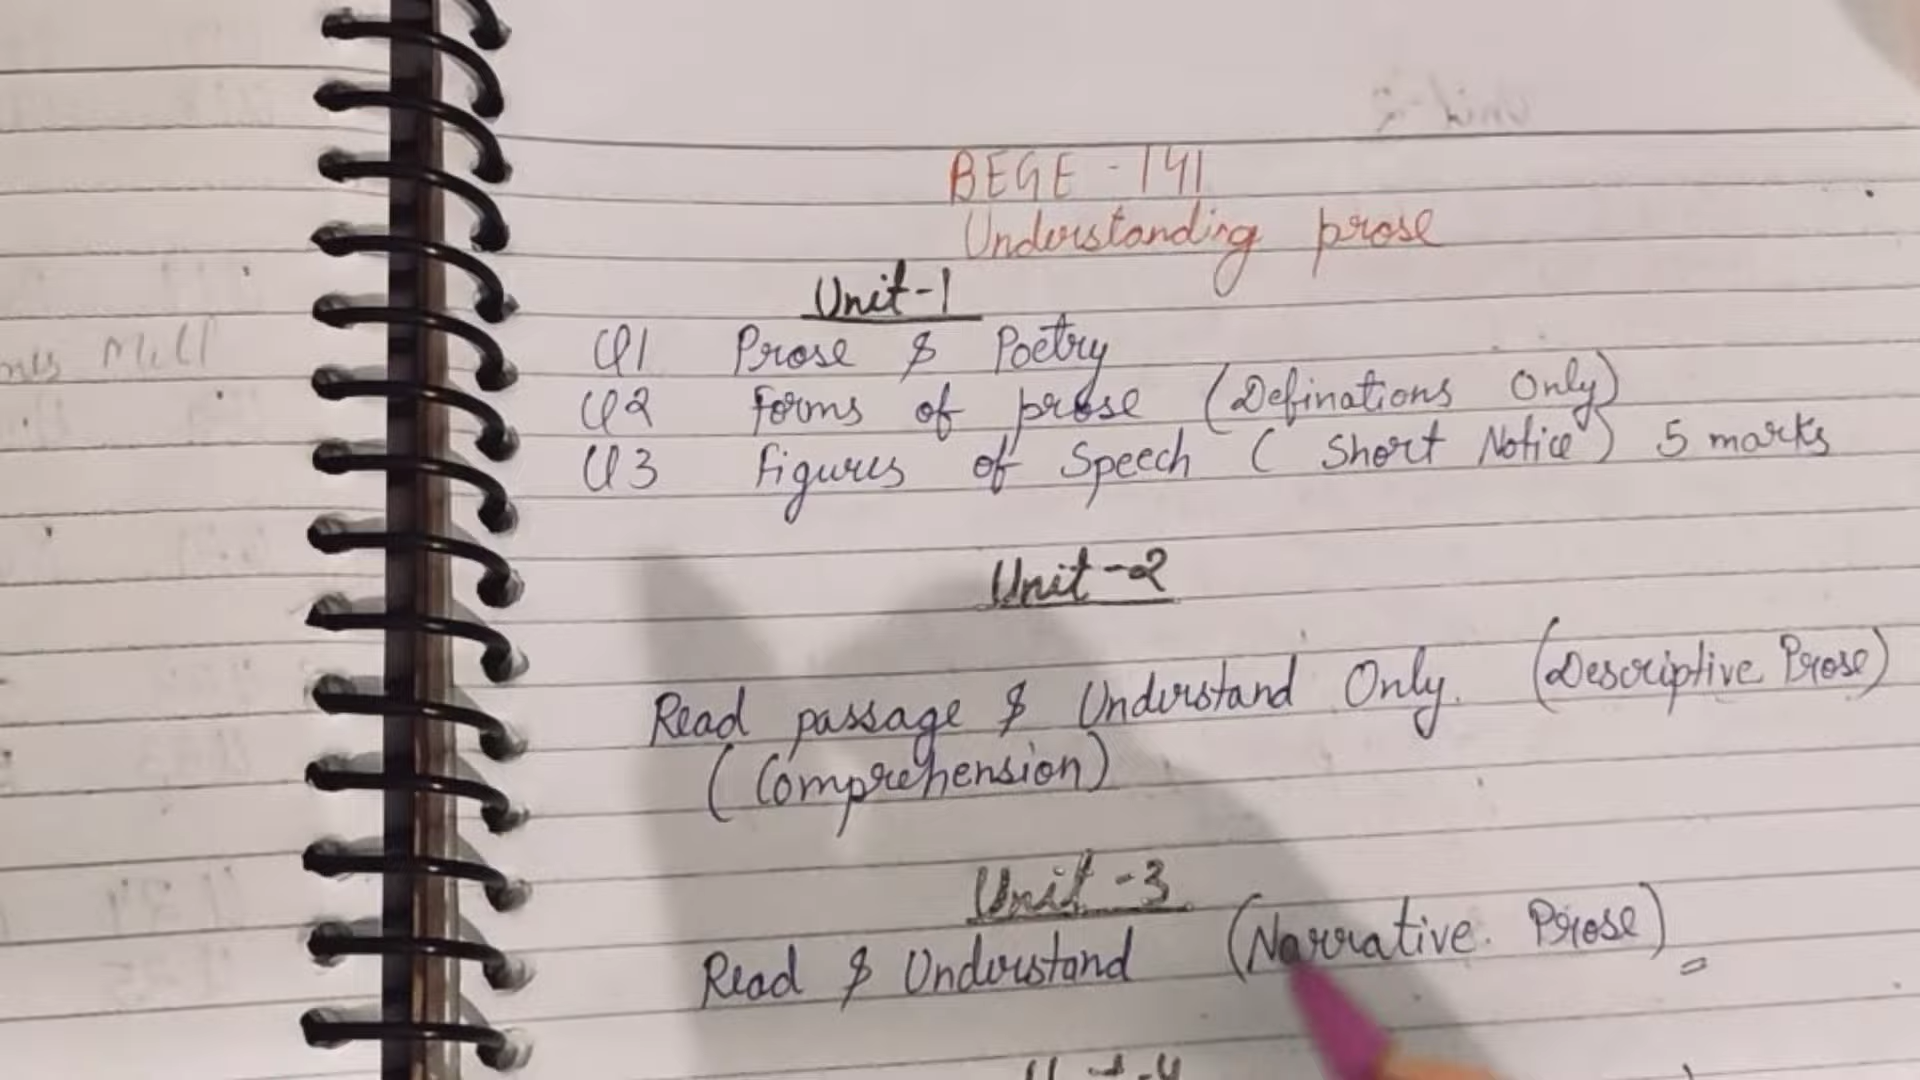 BEGE - 141
Understanding prose
Unit-1
Q1 Prose & Poetry
Q2 forms of prose (Definations Only)
Q3 figures of Speech ( Short Notice ) 5 marks
Unit-2
Read passage & Understand Only. (Descriptive Prose)
(Comprehension)
Unit-3
Read & Understand (Narrative Prose)